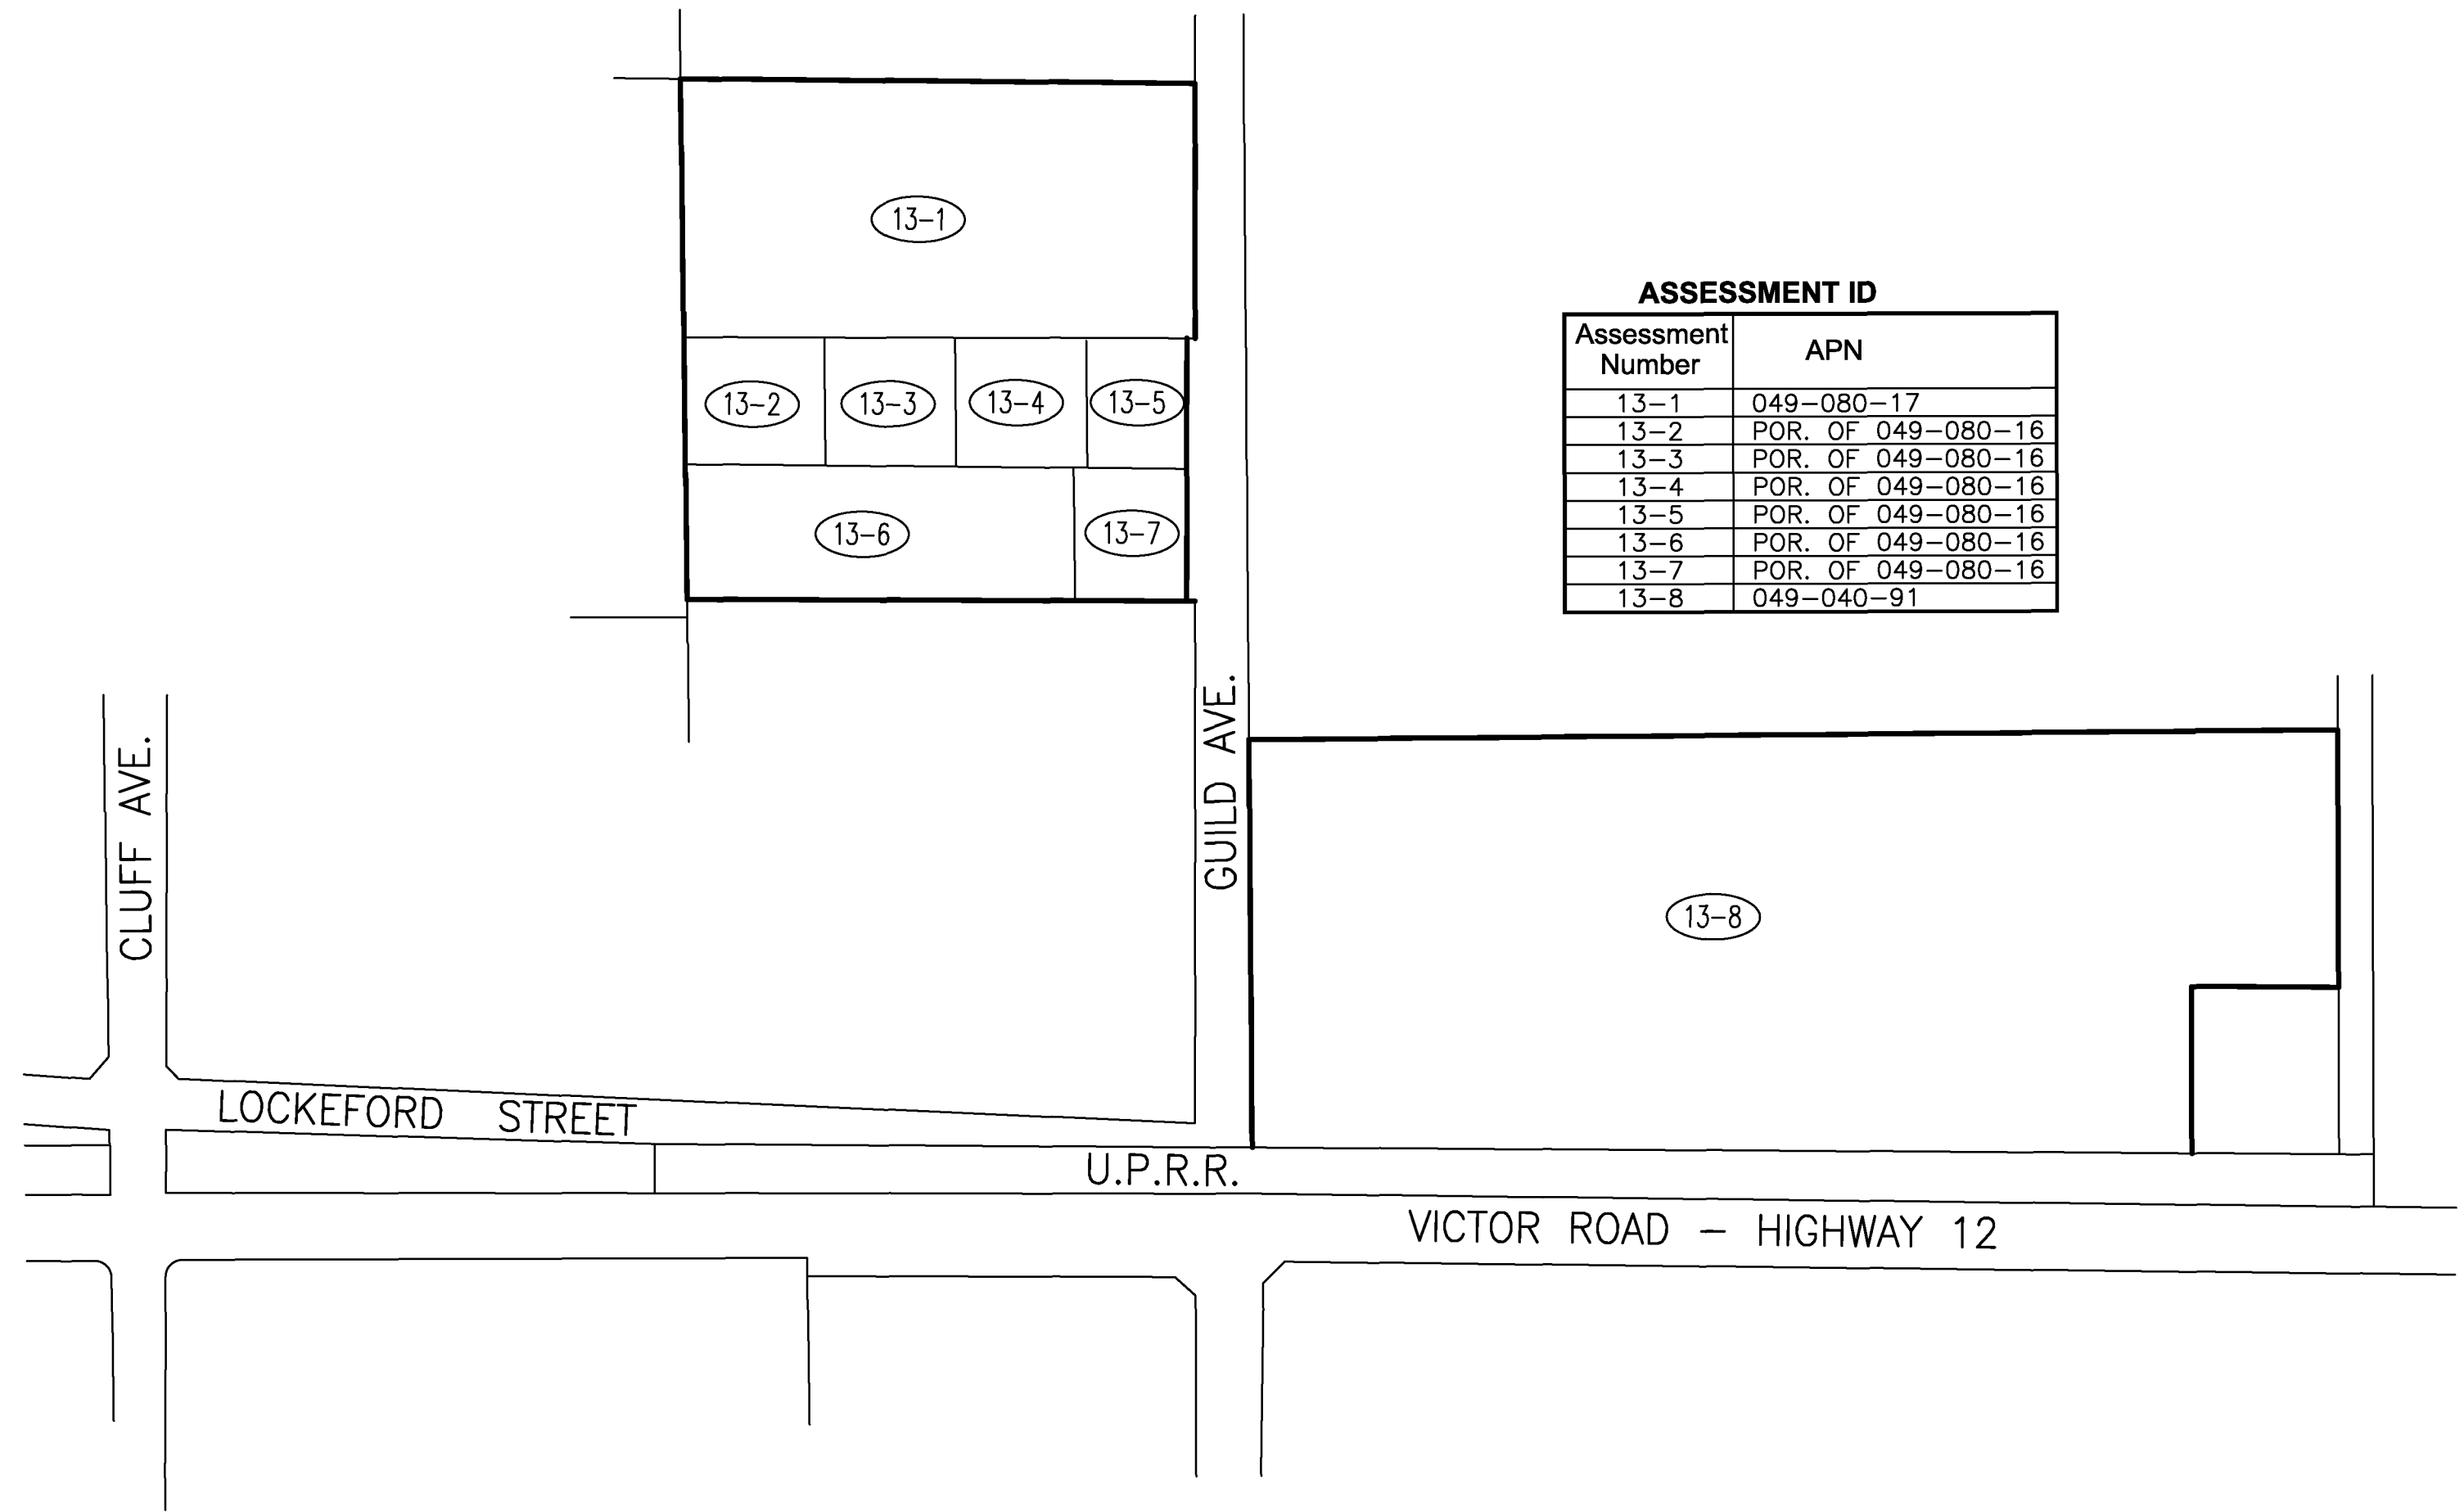 13-1
ASSESSMENT ID
Assessment Number APN
13-1 049-080-17
13-2 POR. OF 049-080-16
13-3 POR. OF 049-080-16
13-4 POR. OF 049-080-16
13-5 POR. OF 049-080-16
13-6 POR. OF 049-080-16
13-7 POR. OF 049-080-16
13-8 049-040-91
13-2 13-3 13-4 13-5
13-6 13-7
CLUFF AVE.
GUILD AVE.
13-8
LOCKEFORD STREET
U.P.R.R.
VICTOR ROAD - HIGHWAY 12